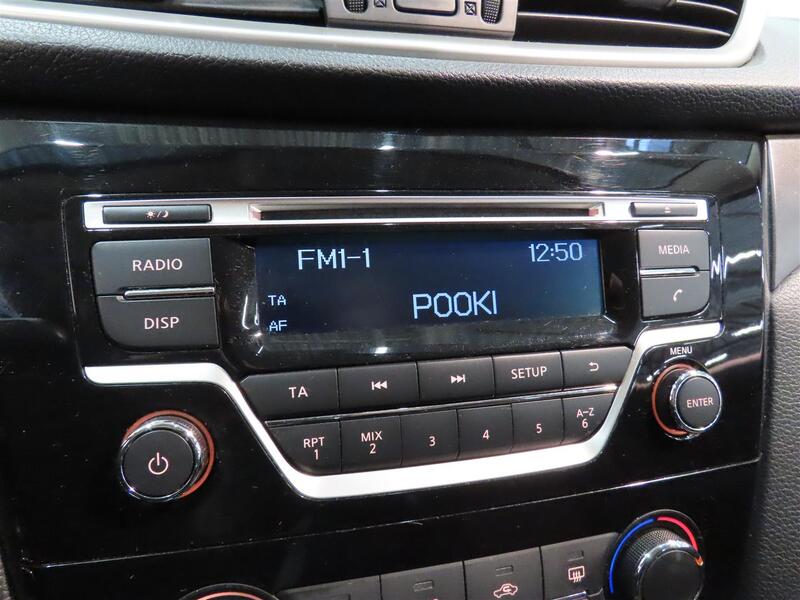 FM1-1 12:50
TA
POOKI
AF
RADIO
DISP
MEDIA
TA
SETUP
MENU
ENTER
RPT
1
MIX
2
3
4
5
A-Z
6